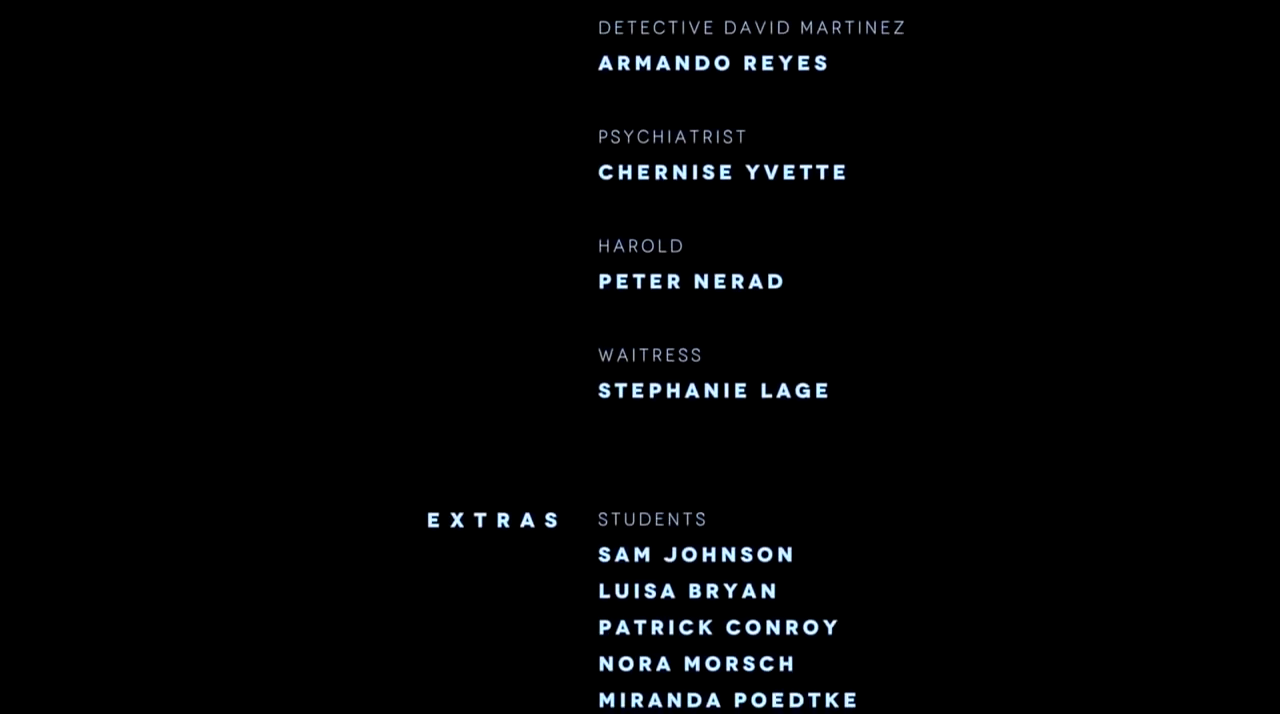 DETECTIVE DAVID MARTINEZ
ARMANDO REYES
PSYCHIATRIST
CHERNISE YVETTE
HAROLD
PETER NERAD
WAITRESS
STEPHANIE LAGE
EXTRAS STUDENTS
SAM JOHNSON
LUISA BRYAN
PATRICK CONROY
NORA MORSCH
MIRANDA POEDTKE